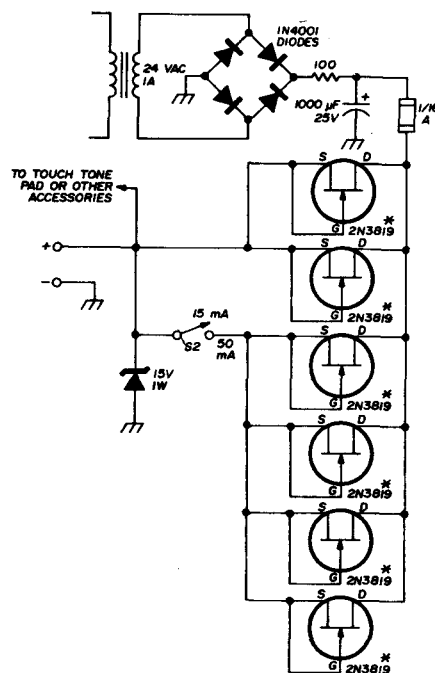 1N4001
DIODES
24 VAC
1A
100
1000 µF
25V
+
1/16
A
TO TOUCH TONE
PAD OR OTHER
ACCESSORIES
S D
G
2N3819 *
+
-
S D
G
2N3819 *
15 mA
S2
50
mA
S D
G
2N3819 *
15V
1W
S D
G
2N3819 *
S D
G
2N3819 *
S D
G
2N3819 *